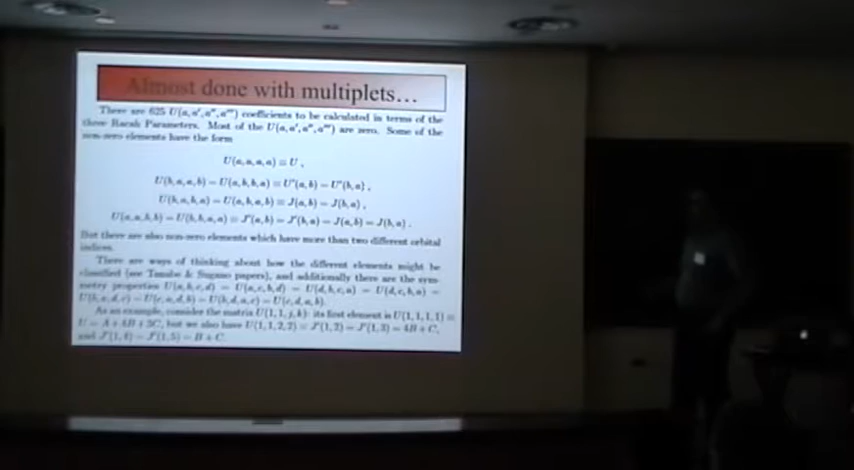 Almost done with multiplets…
There are 625 U(a, a′, a″, a‴) coefficients to be calculated in terms of the
three Racah Parameters. Most of the U(a, a′, a″, a‴) are zero. Some of the
non-zero elements have the form
U(a, a, a, a) ≡ U ,
U(b, a, a, b) = U(a, b, b, a) ≡ U′(a, b) = U′(b, a) ,
U(b, a, b, a) = U(a, b, a, b) ≡ J(a, b) = J(b, a) ,
U(a, a, b, b) = U(b, b, a, a) ≡ J′(a, b) = J′(b, a) = J(a, b) = J(b, a) .
But there are also non-zero elements which have more than two different orbital
indices.
There are ways of thinking about how the different elements might be
classified (see Tanabe & Sugano papers), and additionally there are the sym-
metry properties U(a, b, c, d) = U(a, c, b, d) = U(d, b, c, a) = U(d, c, b, a) =
U(b, a, d, c) = U(c, a, d, b) = U(b, d, a, c) = U(c, d, a, b).
As an example, consider the matrix U(1, 1, j, k): its first element is U(1, 1, 1, 1) =
U = A + 4B + 3C, but we also have U(1, 1, 2, 2) = J′(1, 2) = J′(1, 3) = 4B + C,
and J′(1, 4) = J′(1, 5) = B + C.